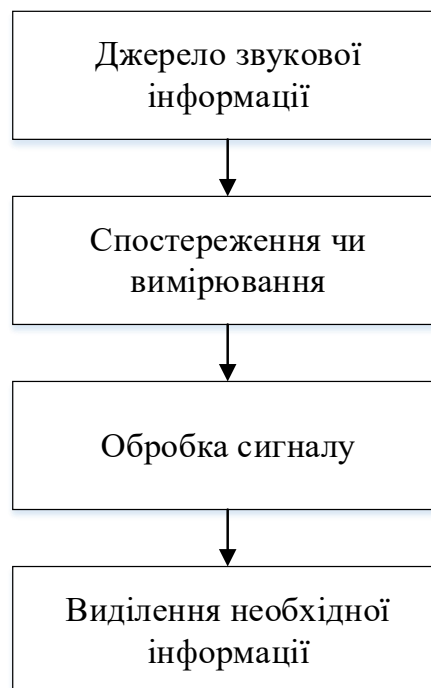 Джерело звукової
інформації
Спостереження чи
вимірювання
Обробка сигналу
Виділення необхідної
інформації